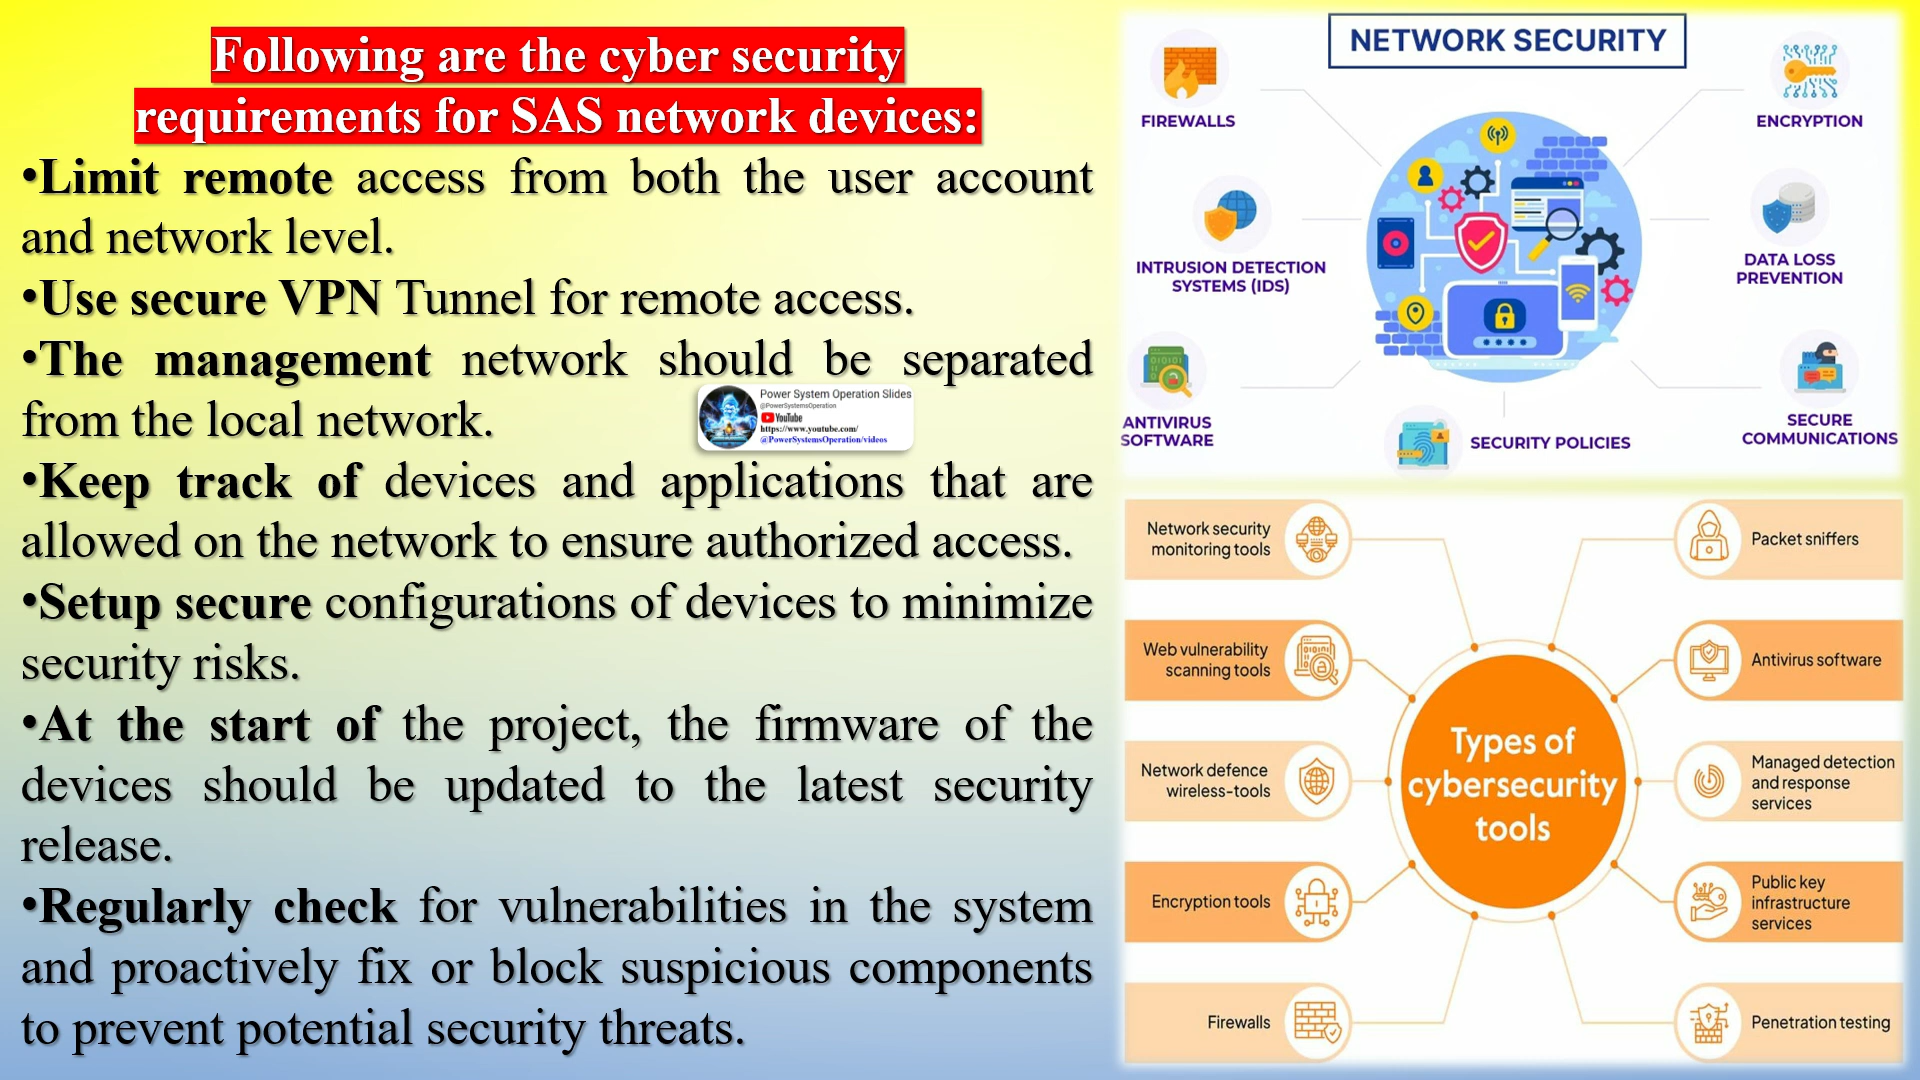 Following are the cyber security
requirements for SAS network devices:
•Limit remote access from both the user account
and network level.
•Use secure VPN Tunnel for remote access.
•The management network should be separated
from the local network.
•Keep track of devices and applications that are
allowed on the network to ensure authorized access.
•Setup secure configurations of devices to minimize
security risks.
•At the start of the project, the firmware of the
devices should be updated to the latest security
release.
•Regularly check for vulnerabilities in the system
and proactively fix or block suspicious components
to prevent potential security threats.
Power System Operation Slides
@PowerSystemsOperation
YouTube
https://www.youtube.com/
@PowerSystemsOperation/videos
NETWORK SECURITY
FIREWALLS
ENCRYPTION
INTRUSION DETECTION
SYSTEMS (IDS)
DATA LOSS
PREVENTION
ANTIVIRUS
SOFTWARE
SECURITY POLICIES
SECURE
COMMUNICATIONS
Types of
cybersecurity
tools
Network security
monitoring tools
Web vulnerability
scanning tools
Network defence
wireless-tools
Encryption tools
Firewalls
Packet sniffers
Antivirus software
Managed detection
and response
services
Public key
infrastructure
services
Penetration testing